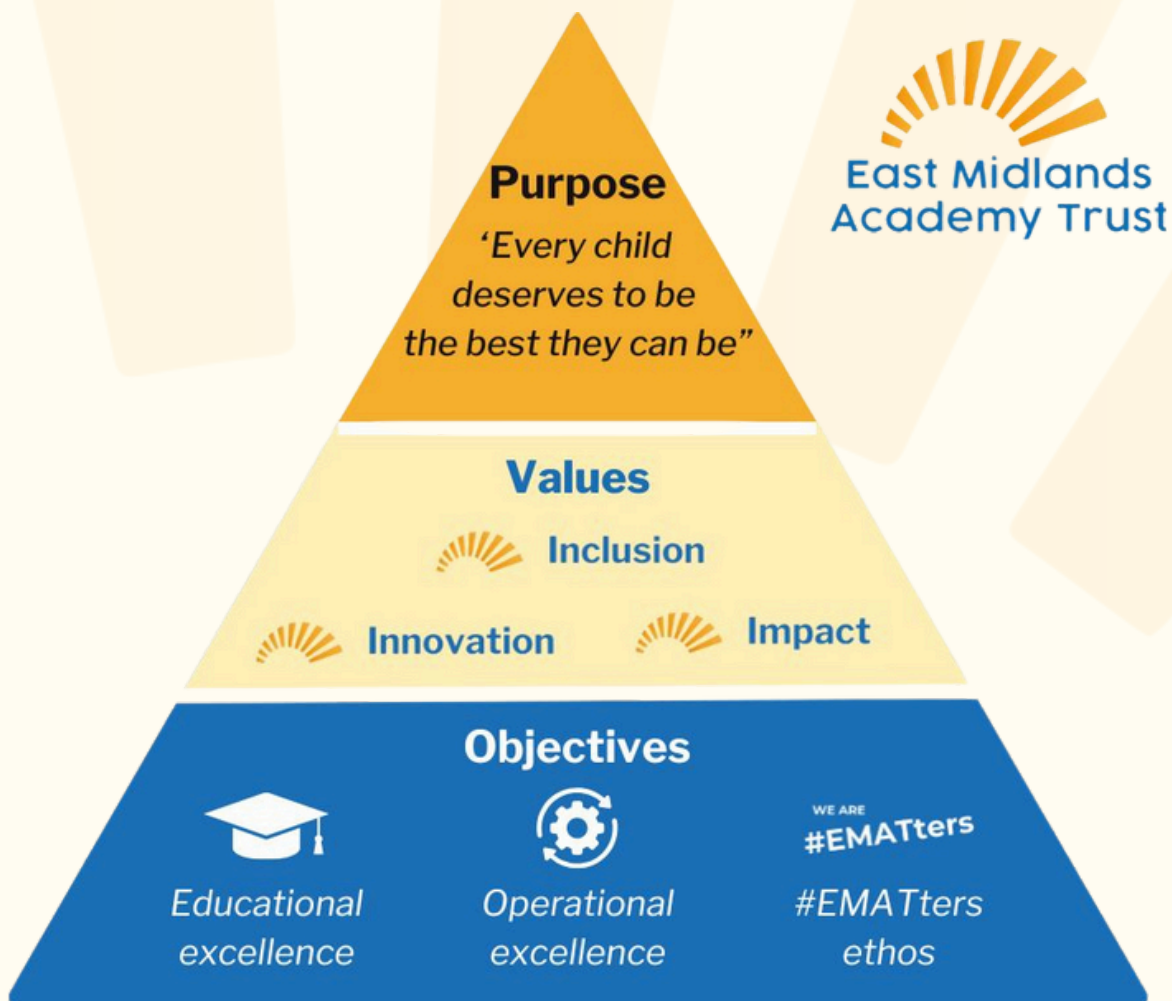 Purpose
‘Every child
deserves to be
the best they can be”
East Midlands
Academy Trust
Values
Inclusion
Innovation
Impact
Objectives
WE ARE
#EMATters
Educational
excellence
Operational
excellence
#EMATters
ethos